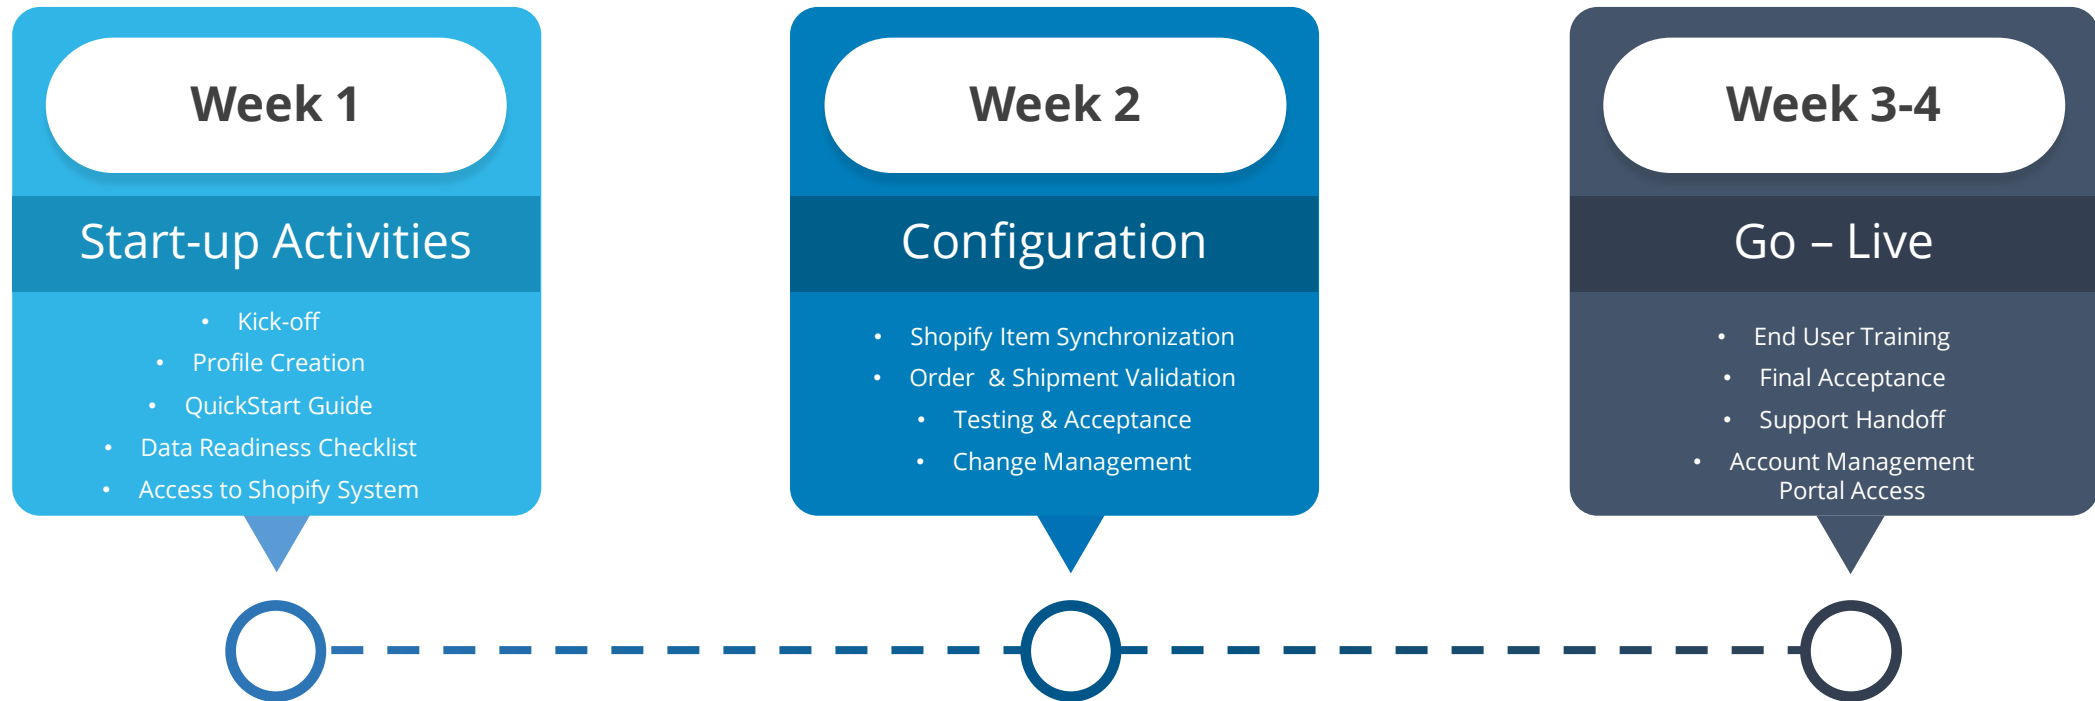 Week 1
Start-up Activities
• Kick-off
• Profile Creation
• QuickStart Guide
• Data Readiness Checklist
• Access to Shopify System
Week 2
Configuration
• Shopify Item Synchronization
• Order  & Shipment Validation
• Testing & Acceptance
• Change Management
Week 3-4
Go – Live
• End User Training
• Final Acceptance
• Support Handoff
• Account Management
Portal Access